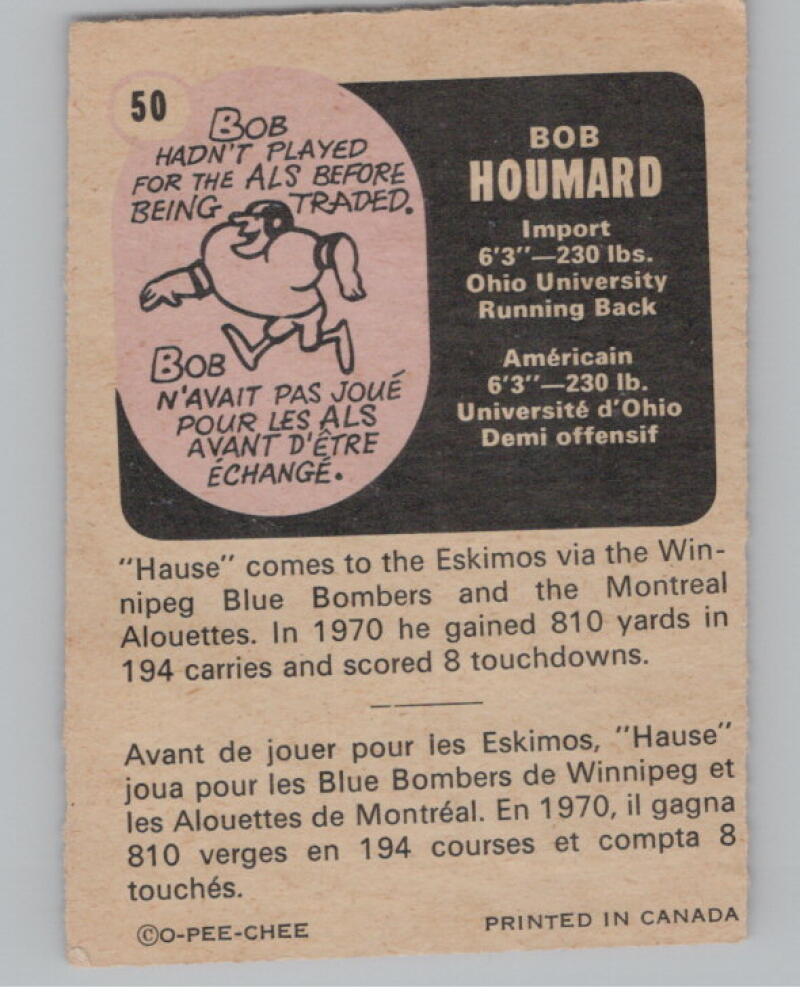 50
BOB
HADN'T PLAYED
FOR THE ALS BEFORE
BEING TRADED.
BOB
N'AVAIT PAS JOUÉ
POUR LES ALS
AVANT D'ÊTRE
ÉCHANGÉ.
BOB
HOUMARD
Import
6'3"—230 lbs.
Ohio University
Running Back
Américain
6'3"—230 lb.
Université d'Ohio
Demi offensif
"Hause" comes to the Eskimos via the Win-
nipeg Blue Bombers and the Montreal
Alouettes. In 1970 he gained 810 yards in
194 carries and scored 8 touchdowns.
Avant de jouer pour les Eskimos, "Hause"
joua pour les Blue Bombers de Winnipeg et
les Alouettes de Montréal. En 1970, il gagna
810 verges en 194 courses et compta 8
touchés.
©O-PEE-CHEE
PRINTED IN CANADA